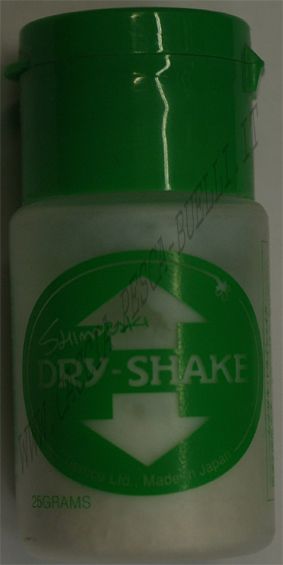 Shimazaki
DRY-SHAKE
Ltd., Made in Japan
25GRAMS